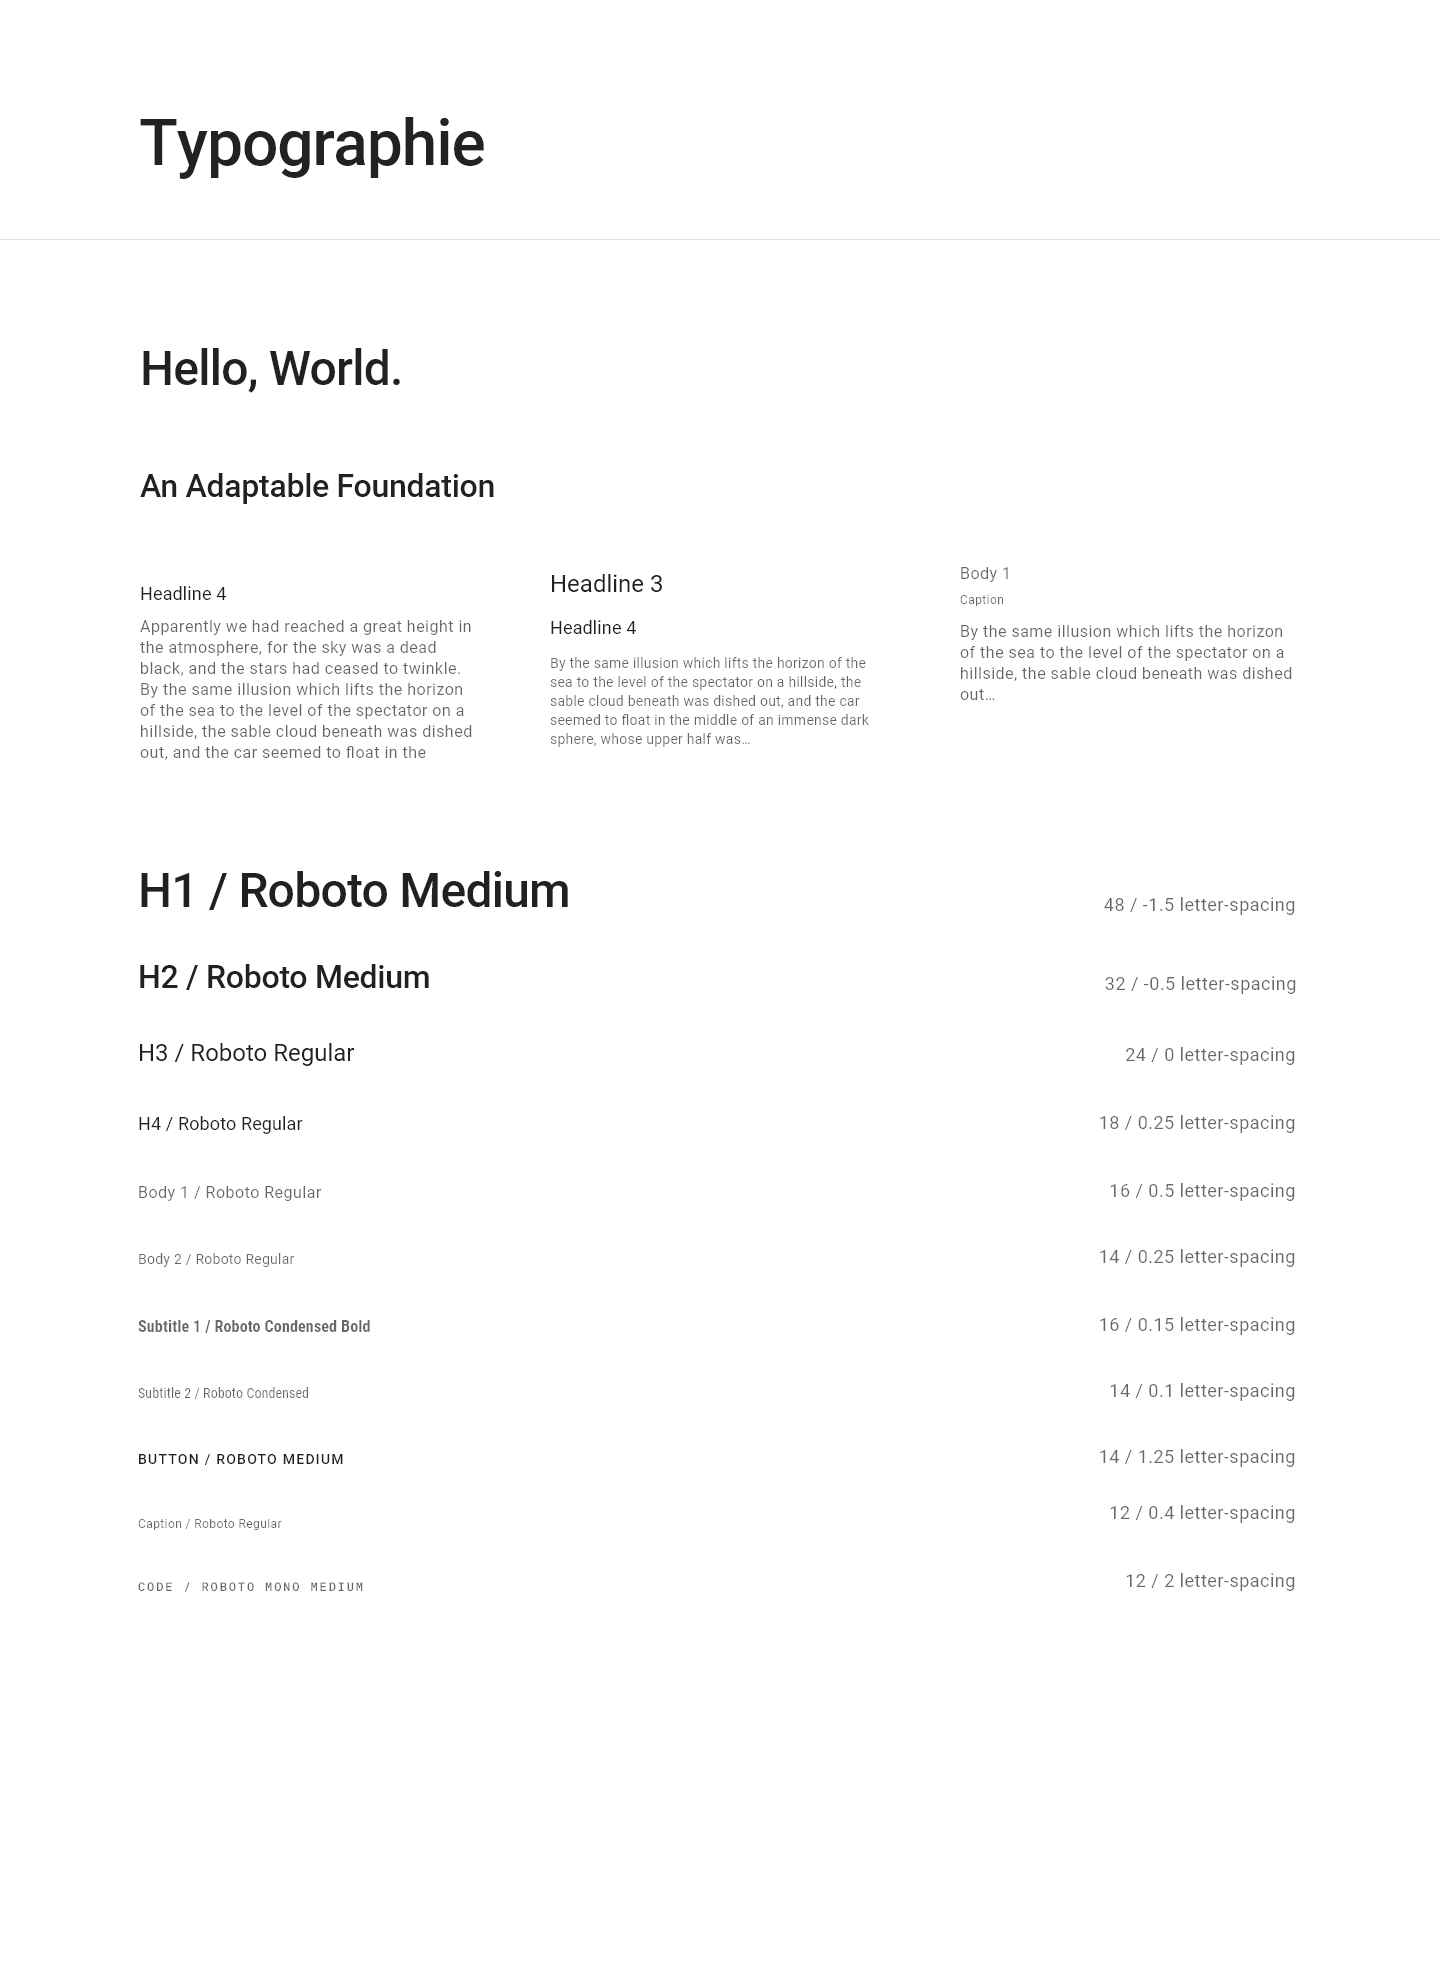 Typographie
Hello, World.
An Adaptable Foundation
Headline 4
Apparently we had reached a great height in
the atmosphere, for the sky was a dead
black, and the stars had ceased to twinkle.
By the same illusion which lifts the horizon
of the sea to the level of the spectator on a
hillside, the sable cloud beneath was dished
out, and the car seemed to float in the
Headline 3
Headline 4
By the same illusion which lifts the horizon of the
sea to the level of the spectator on a hillside, the
sable cloud beneath was dished out, and the car
seemed to float in the middle of an immense dark
sphere, whose upper half was…
Body 1
Caption
By the same illusion which lifts the horizon
of the sea to the level of the spectator on a
hillside, the sable cloud beneath was dished
out…
H1 / Roboto Medium
48 / -1.5 letter-spacing
H2 / Roboto Medium
32 / -0.5 letter-spacing
H3 / Roboto Regular
24 / 0 letter-spacing
H4 / Roboto Regular
18 / 0.25 letter-spacing
Body 1 / Roboto Regular
16 / 0.5 letter-spacing
Body 2 / Roboto Regular
14 / 0.25 letter-spacing
Subtitle 1 / Roboto Condensed Bold
16 / 0.15 letter-spacing
Subtitle 2 / Roboto Condensed
14 / 0.1 letter-spacing
BUTTON / ROBOTO MEDIUM
14 / 1.25 letter-spacing
Caption / Roboto Regular
12 / 0.4 letter-spacing
CODE / ROBOTO MONO MEDIUM
12 / 2 letter-spacing